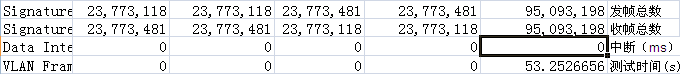 Signature 23,773,118 23,773,118 23,773,481 23,773,481 95,093,198 发帧总数
Signature 23,773,481 23,773,118 23,773,118 23,773,481 95,093,198 收帧总数
Data Inte 0 0 0 0 0 中断(ms)
VLAN Fram 0 0 0 0 53.2526656 测试时间(s)